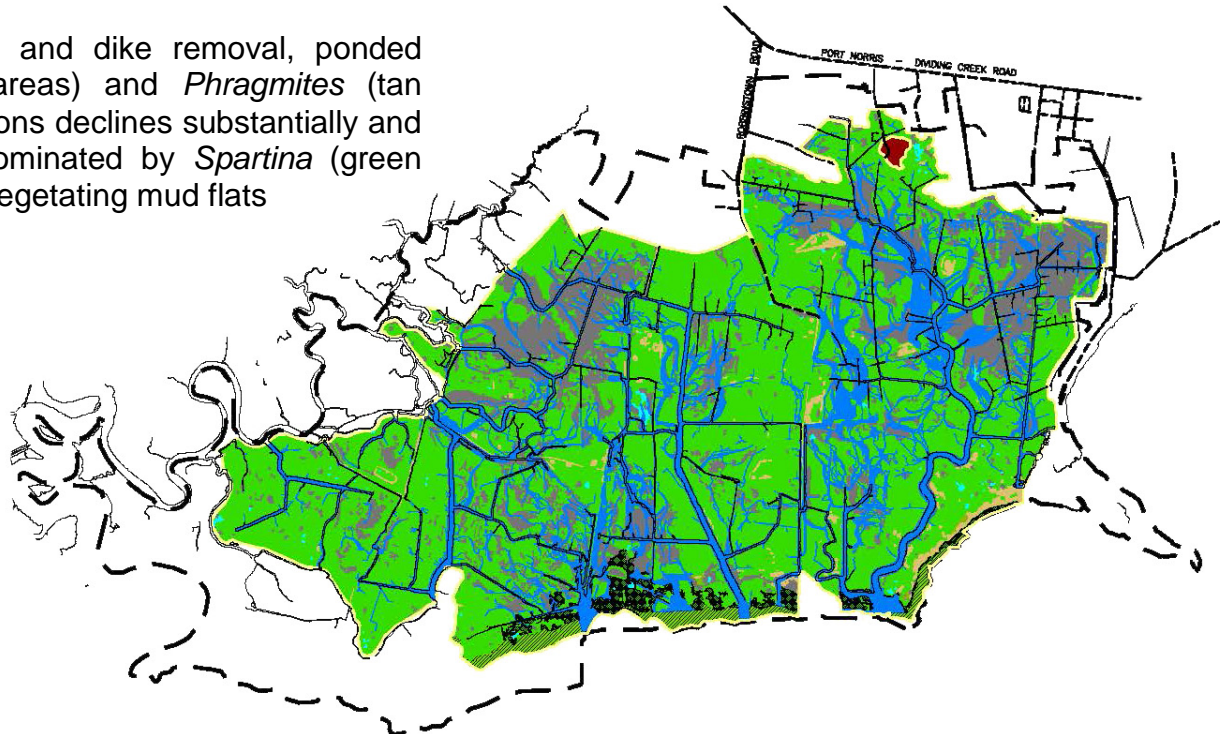 and dike removal, ponded
areas) and Phragmites (tan
ons declines substantially and
ominated by Spartina (green
egetating mud flats
PORT NORRIS - DIVIDING CREEK ROAD
ROBBINSTOWN ROAD